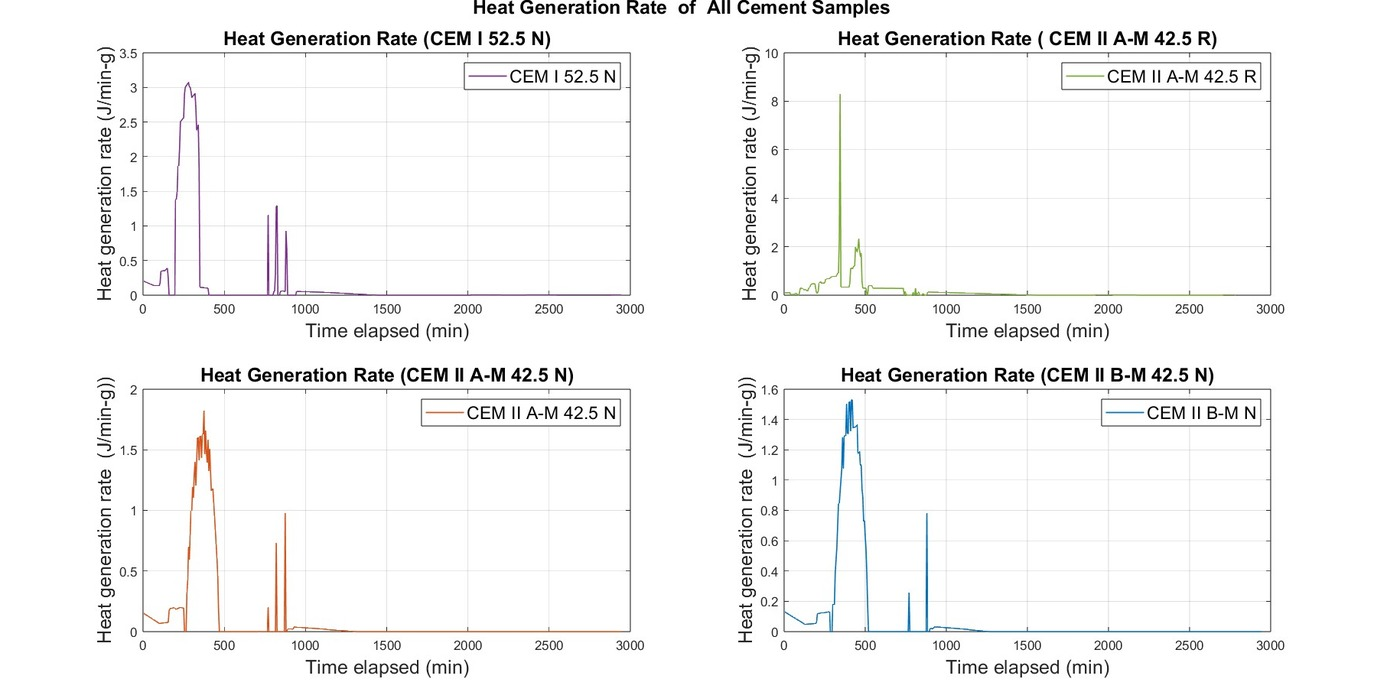 Heat Generation Rate  of  All Cement Samples
Heat Generation Rate (CEM I 52.5 N)
Heat generation rate (J/min-g)
3.5
3
2.5
2
1.5
1
0.5
0
CEM I 52.5 N
0 500 1000 1500 2000 2500 3000
Time elapsed (min)
Heat Generation Rate ( CEM II A-M 42.5 R)
Heat generation rate (J/min-g)
10
8
6
4
2
0
CEM II A-M 42.5 R
0 500 1000 1500 2000 2500 3000
Time elapsed (min)
Heat Generation Rate (CEM II A-M 42.5 N)
Heat generation rate  (J/min-g))
2
1.5
1
0.5
0
CEM II A-M 42.5 N
0 500 1000 1500 2000 2500 3000
Time elapsed (min)
Heat Generation Rate (CEM II B-M 42.5 N)
Heat generation rate  (J/min-g))
1.6
1.4
1.2
1
0.8
0.6
0.4
0.2
0
CEM II B-M N
0 500 1000 1500 2000 2500 3000
Time elapsed (min)